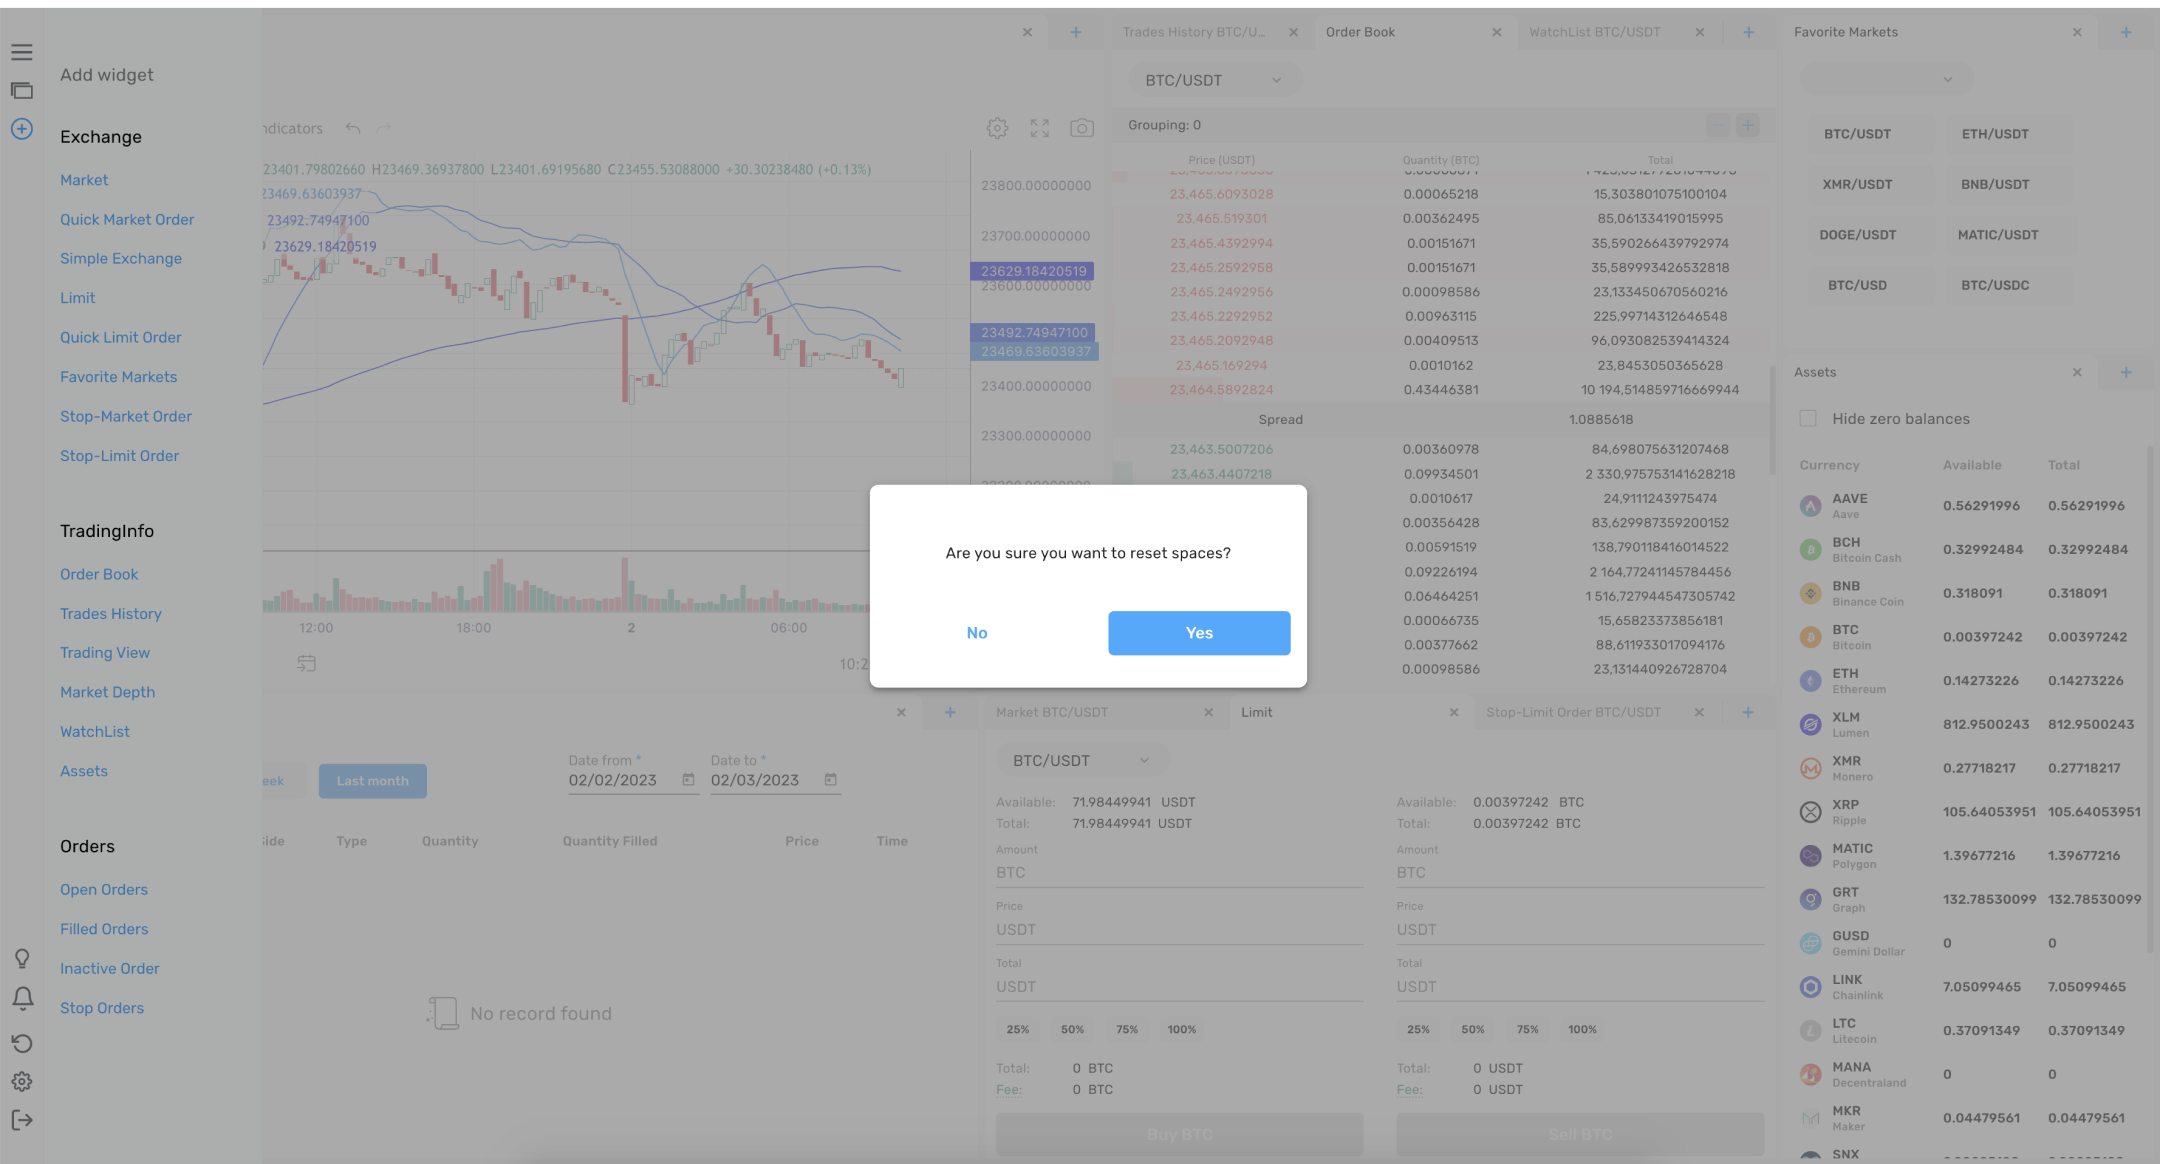 Add widget
Exchange
Market
Quick Market Order
Simple Exchange
Limit
Quick Limit Order
Favorite Markets
Stop-Market Order
Stop-Limit Order
TradingInfo
Order Book
Trades History
Trading View
Market Depth
WatchList
Assets
Orders
Open Orders
Filled Orders
Inactive Order
Stop Orders
ndicators
23401.79802660 H23469.36937800 L23401.69195680 C23455.53088000 +30.30238480 (+0.13%)
23469.63603937
23492.74947100
23629.18420519
23800.00000000
23700.00000000
23629.18420519
23600.00000000
23492.74947100
23469.63603937
23400.00000000
23300.00000000
12:00 18:00 2 06:00
10:2
Trades History BTC/U... Order Book WatchList BTC/USDT
BTC/USDT
Grouping: 0
Price (USDT) Quantity (BTC) Total
23,465.6093028 0.00065218 15,303801075100104
23,465.519301 0.00362495 85,06133419015995
23,465.4392994 0.00151671 35,590266439792974
23,465.2592958 0.00151671 35,589993426532818
23,465.2492956 0.00098586 23,133450670560216
23,465.2292952 0.00963115 225,99714312646548
23,465.2092948 0.00409513 96,093082539414324
23,465.169294 0.0010162 23,8453050365628
23,464.5892824 0.43446381 10 194,514859716669944
Spread 1.0885618
23,463.5007206 0.00360978 84,698075631207468
23,463.4407218 0.09934501 2 330,975753141628218
0.0010617 24,9111243975474
0.00356428 83,629987359200152
0.00591519 138,790118416014522
0.09226194 2 164,77241145784456
0.06464251 1 516,727944547305742
0.00066735 15,65823373856181
0.00377662 88,611933017094176
0.00098586 23,131440926728704
Are you sure you want to reset spaces?
No Yes
Favorite Markets
BTC/USDT ETH/USDT
XMR/USDT BNB/USDT
DOGE/USDT MATIC/USDT
BTC/USD BTC/USDC
Assets
Hide zero balances
Currency Available Total
AAVE
Aave
0.56291996 0.56291996
BCH
Bitcoin Cash
0.32992484 0.32992484
BNB
Binance Coin
0.318091 0.318091
BTC
Bitcoin
0.00397242 0.00397242
ETH
Ethereum
0.14273226 0.14273226
XLM
Lumen
812.9500243 812.9500243
XMR
Monero
0.27718217 0.27718217
XRP
Ripple
105.64053951 105.64053951
MATIC
Polygon
1.39677216 1.39677216
GRT
Graph
132.78530099 132.78530099
GUSD
Gemini Dollar
0 0
LINK
Chainlink
7.05099465 7.05099465
LTC
Litecoin
0.37091349 0.37091349
MANA
Decentraland
0 0
MKR
Maker
0.04479561 0.04479561
SNX
eek Last month
Date from * Date to *
02/02/2023 02/03/2023
Side Type Quantity Quantity Filled Price Time
No record found
Market BTC/USDT Limit Stop-Limit Order BTC/USDT
BTC/USDT
Available: 71.98449941 USDT
Total: 71.98449941 USDT
Amount
BTC
Price
USDT
Total
USDT
25% 50% 75% 100%
Total: 0 BTC
Fee: 0 BTC
Buy BTC
Available: 0.00397242 BTC
Total: 0.00397242 BTC
Amount
BTC
Price
USDT
Total
USDT
25% 50% 75% 100%
Total: 0 USDT
Fee: 0 USDT
Sell BTC